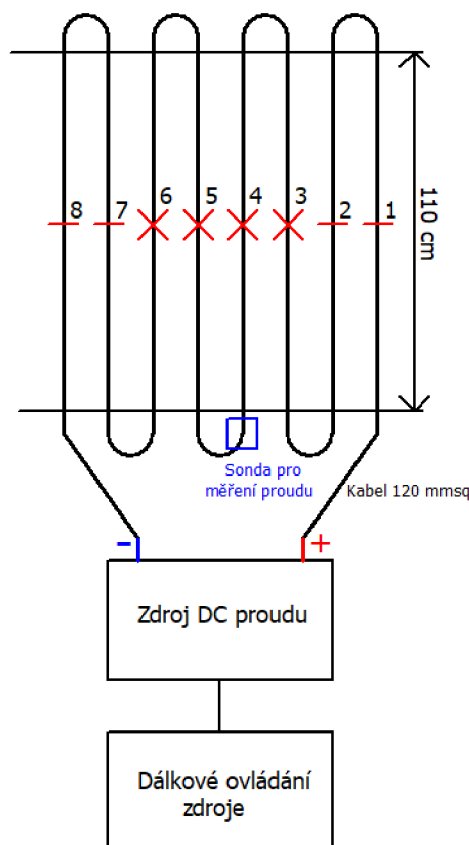 8 7 6 5 4 3 2 1
110 cm
Sonda pro
měření proudu
Kabel 120 mmsq
- +
Zdroj DC proudu
Dálkové ovládání
zdroje